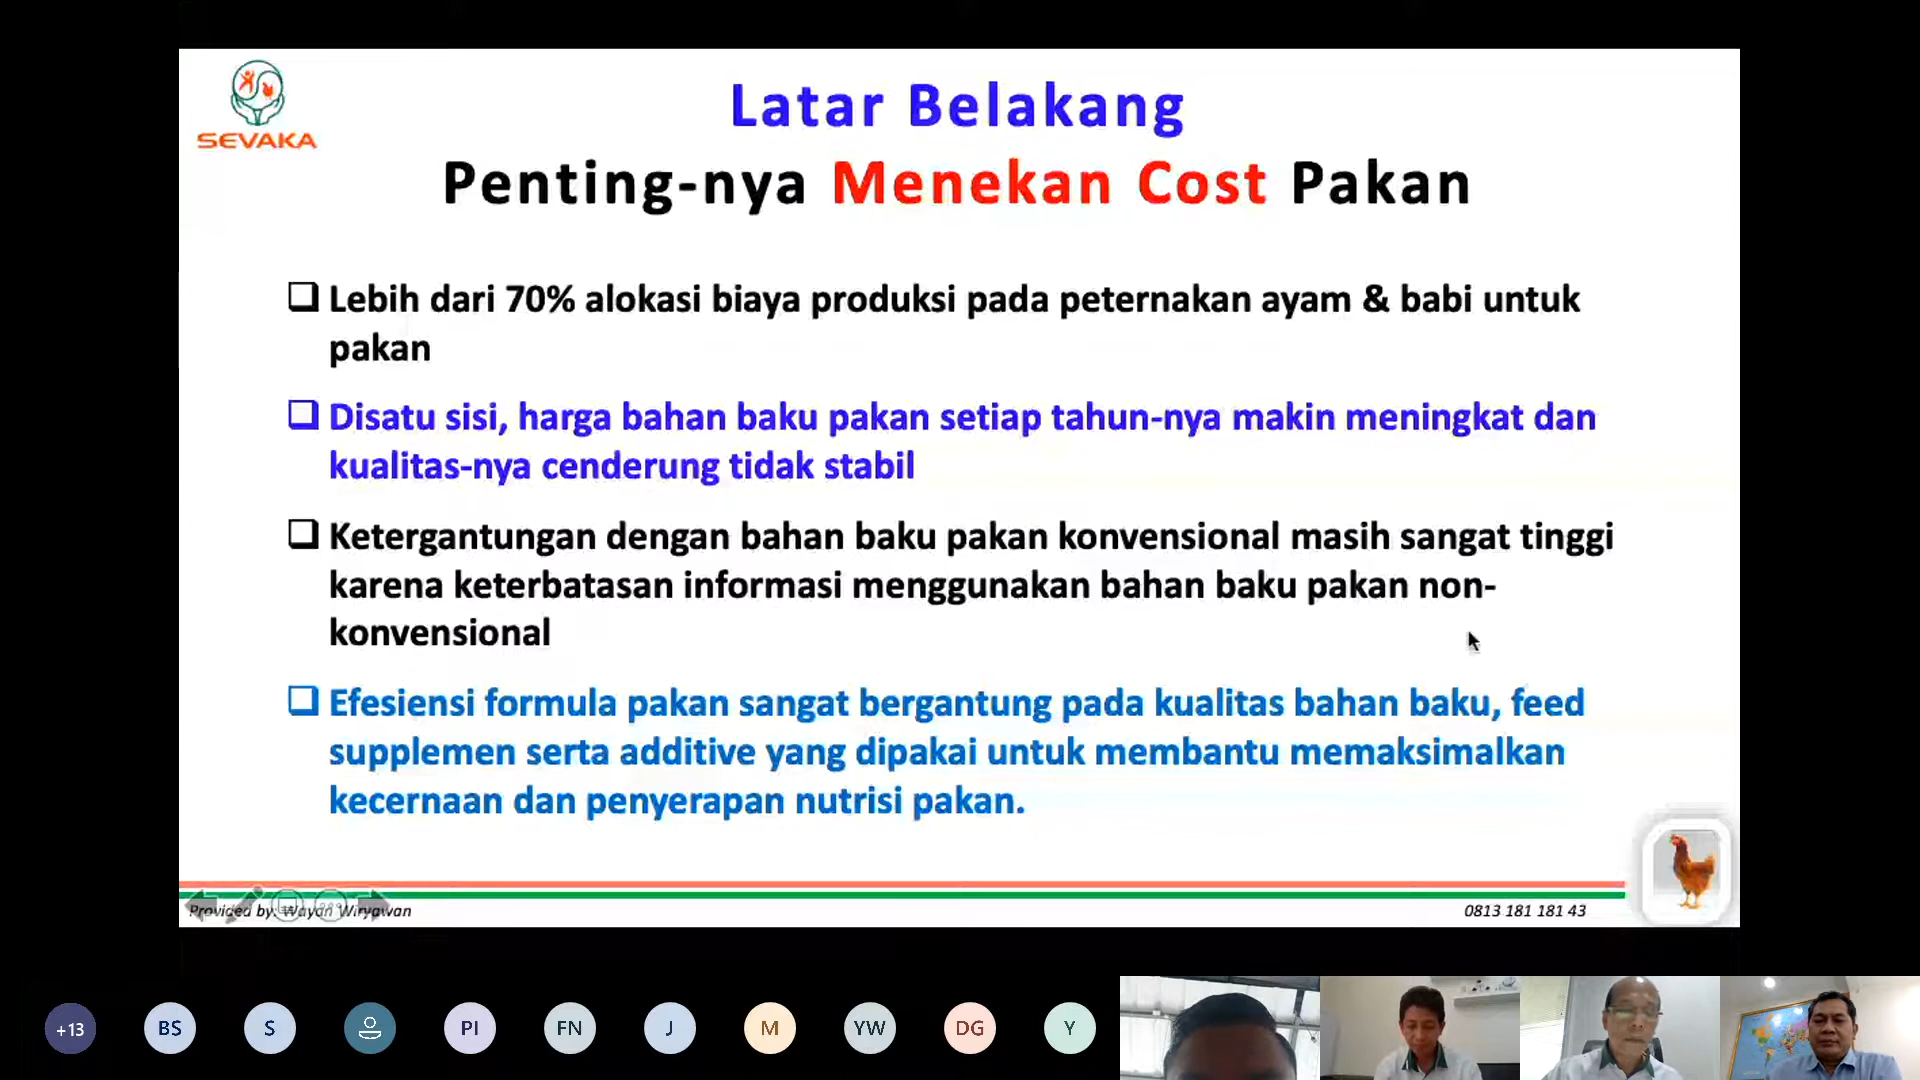 SEVAKA
Latar Belakang
Penting-nya Menekan Cost Pakan
Lebih dari 70% alokasi biaya produksi pada peternakan ayam & babi untuk
pakan
Disatu sisi, harga bahan baku pakan setiap tahun-nya makin meningkat dan
kualitas-nya cenderung tidak stabil
Ketergantungan dengan bahan baku pakan konvensional masih sangat tinggi
karena keterbatasan informasi menggunakan bahan baku pakan non-
konvensional
Efesiensi formula pakan sangat bergantung pada kualitas bahan baku, feed
supplemen serta additive yang dipakai untuk membantu memaksimalkan
kecernaan dan penyerapan nutrisi pakan.
Provided by: Wayan Wiryawan
0813 181 181 43
+13
BS
S
PI
FN
J
M
YW
DG
Y